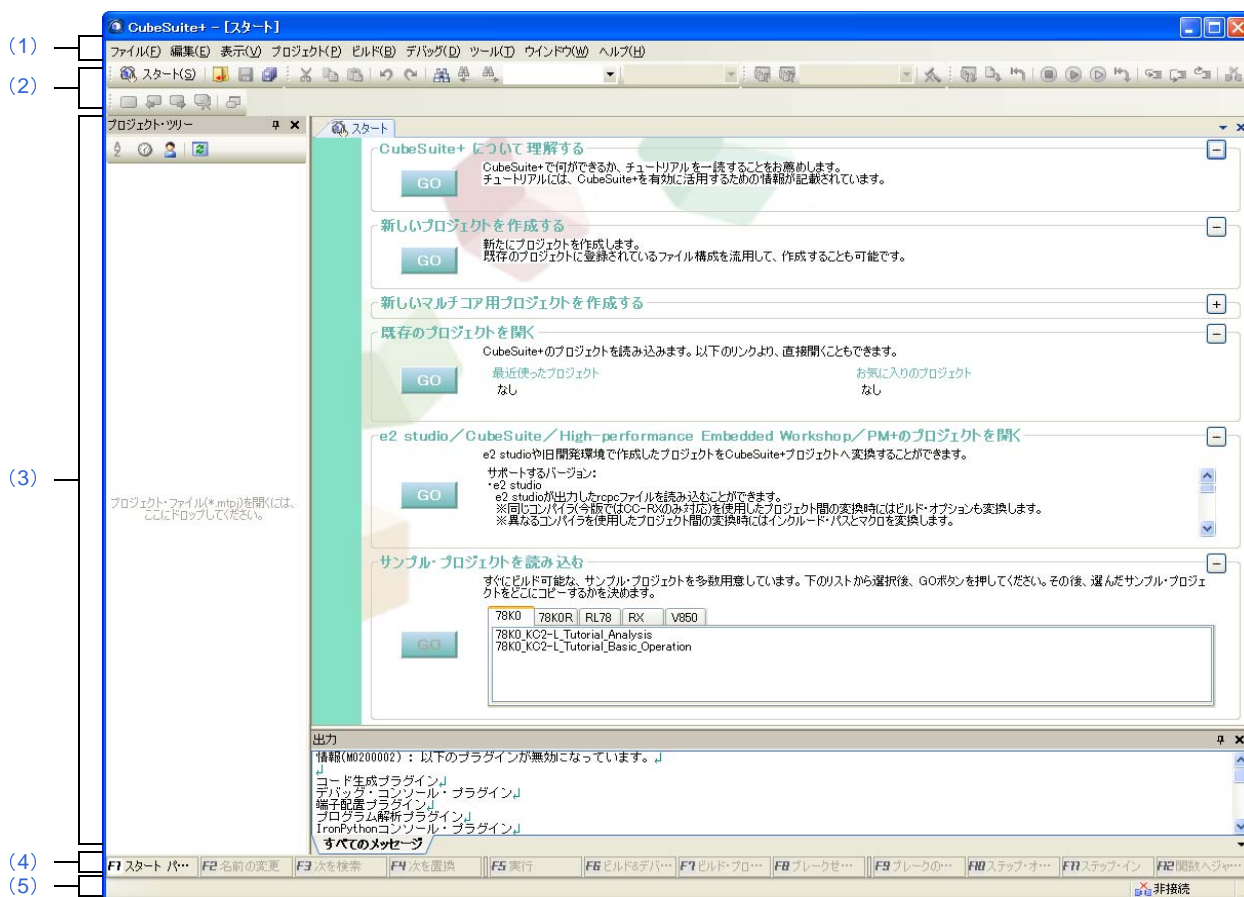 CubeSuite+ - [スタート]
(1)
ファイル(F) 編集(E) 表示(V) プロジェクト(P) ビルド(B) デバッグ(D) ツール(T) ウインドウ(W) ヘルプ(H)
(2)
スタート(S)
(3)
プロジェクト・ツリー
プロジェクト・ファイル(*.mtpj)を開くには、
ここにドロップしてください。
スタート
CubeSuite+ について理解する
GO
CubeSuite+で何ができるか、チュートリアルを一読することをお薦めします。
チュートリアルには、CubeSuite+を有効に活用するための情報が記載されています。
新しいプロジェクトを作成する
GO
新たにプロジェクトを作成します。
既存のプロジェクトに登録されているファイル構成を流用して、作成することも可能です。
新しいマルチコア用プロジェクトを作成する
既存のプロジェクトを開く
CubeSuite+のプロジェクトを読み込みます。以下のリンクより、直接開くこともできます。
GO
最近使ったプロジェクト
なし
お気に入りのプロジェクト
なし
e2 studio／CubeSuite／High-performance Embedded Workshop／PM+のプロジェクトを開く
e2 studioや旧開発環境で作成したプロジェクトをCubeSuite+プロジェクトへ変換することができます。
GO
サポートするバージョン:
・e2 studio
e2 studioが出力したrcpcファイルを読み込むことができます。
※同じコンパイラ(今版ではCC-RXのみ対応)を使用したプロジェクト間の変換時にはビルド・オプションも変換します。
※異なるコンパイラを使用したプロジェクト間の変換時にはインクルード・パスとマクロを変換します。
サンプル・プロジェクトを読み込む
すぐにビルド可能な、サンプル・プロジェクトを多数用意しています。下のリストから選択後、GOボタンを押してください。その後、選んだサンプル・プロジェ
クトをどこにコピーするかを決めます。
78K0 78K0R RL78 RX V850
GO
78K0_KC2-L_Tutorial_Analysis
78K0_KC2-L_Tutorial_Basic_Operation
出力
情報(M0200002) : 以下のプラグインが無効になっています。↲
↲
コード生成プラグイン↲
デバッグ・コンソール・プラグイン↲
端子配置プラグイン↲
プログラム解析プラグイン↲
IronPythonコンソール・プラグイン↲
すべてのメッセージ
(4)
F1 スタート パ… F2 名前の変更 F3 次を検索 F4 次を置換 F5 実行 F6 ビルド&デバ… F7 ビルド・プロ… F8 ブレークせ… F9 ブレークの… F10 ステップ・オ… F11 ステップ・イン F12 関数へジャ…
(5)
非接続